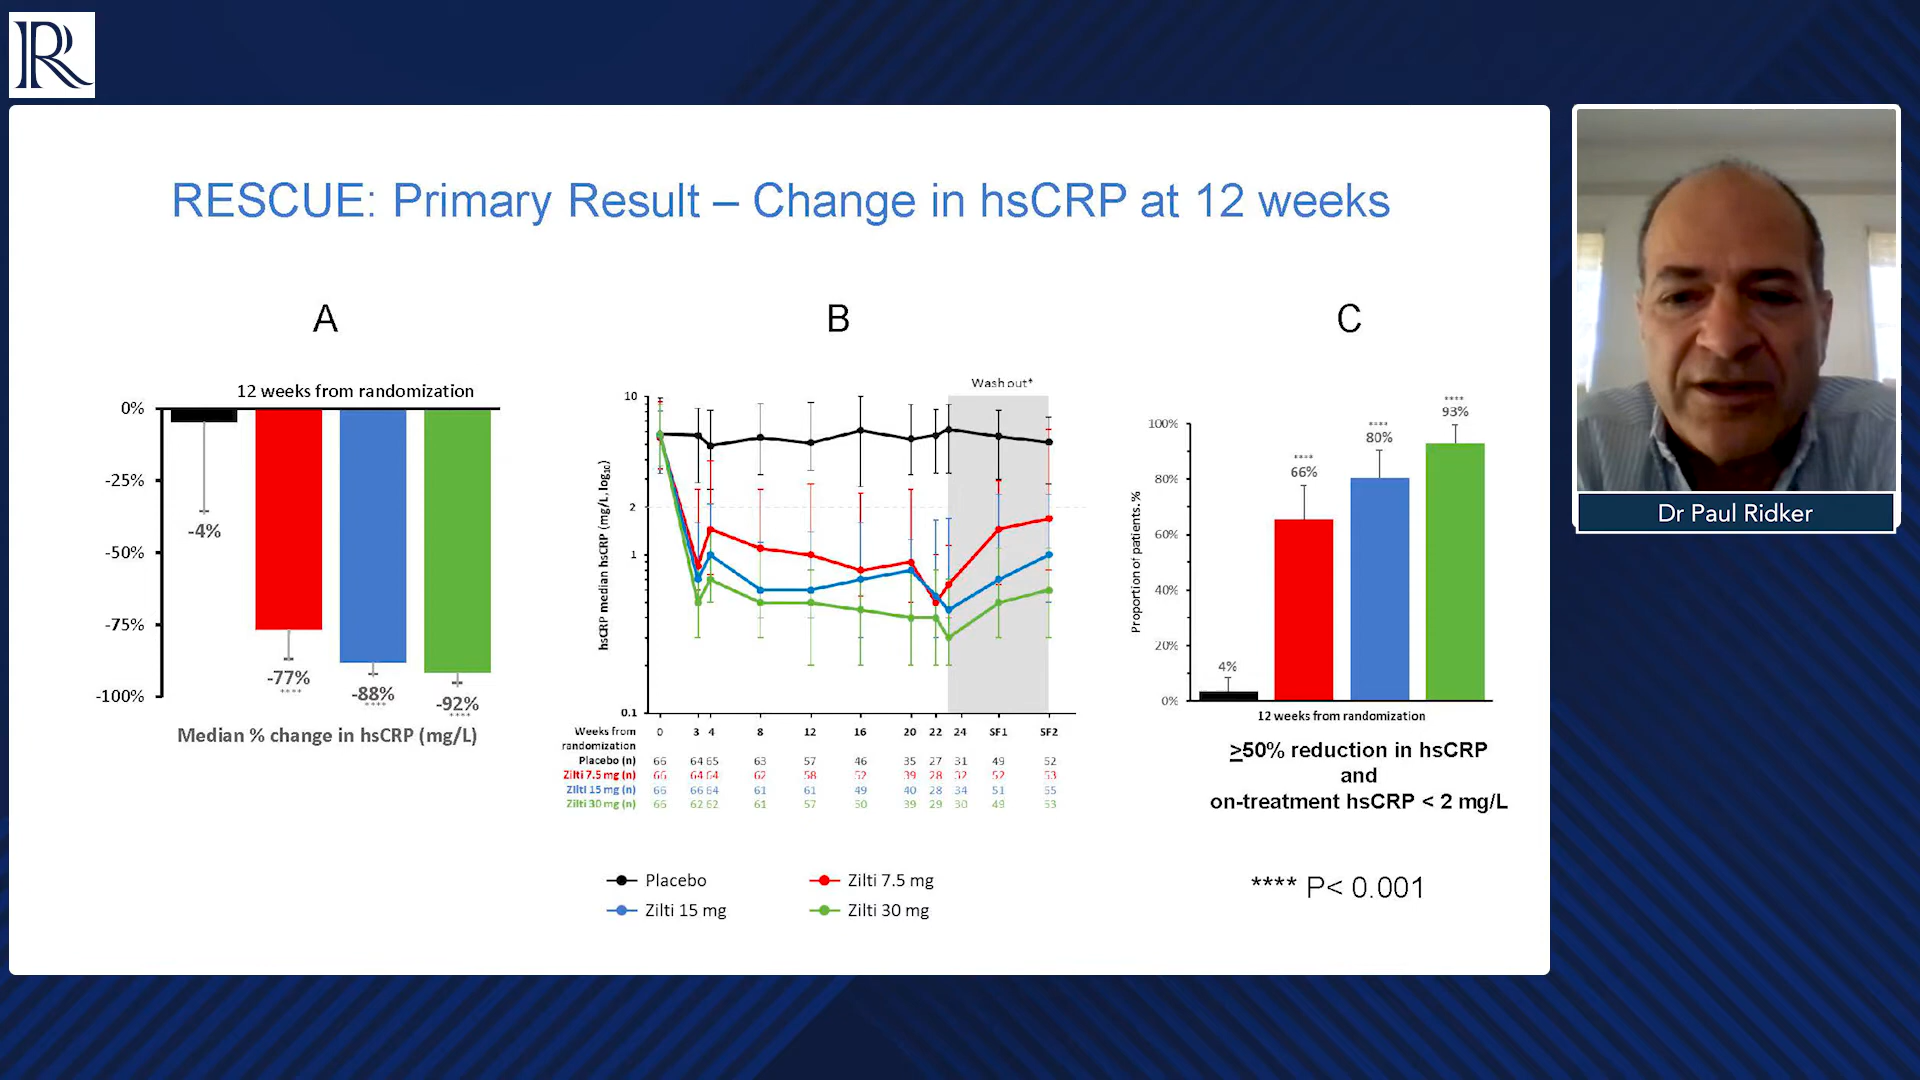 R
RESCUE: Primary Result – Change in hsCRP at 12 weeks
A
12 weeks from randomization
0%
-25%
-50%
-75%
-100%
-4%
-77%
****
-88%
****
-92%
****
Median % change in hsCRP (mg/L)
B
Wash out*
hsCRP median hsCRP (mg/L, log10)
10
2
1
0.1
Weeks from randomization 0 3 4 8 12 16 20 22 24 SF1 SF2
Placebo (n) 66 64 65 63 57 46 35 27 31 49 52
Zilti 7.5 mg (n) 66 64 64 62 58 52 39 28 32 52 53
Zilti 15 mg (n) 66 66 64 61 61 49 40 28 34 51 55
Zilti 30 mg (n) 66 62 62 61 57 50 39 29 30 49 53
Placebo
Zilti 7.5 mg
Zilti 15 mg
Zilti 30 mg
C
Proportion of patients. %
100%
80%
60%
40%
20%
0%
4%
****
66%
****
80%
****
93%
12 weeks from randomization
≥50% reduction in hsCRP
and
on-treatment hsCRP < 2 mg/L
**** P< 0.001
Dr Paul Ridker